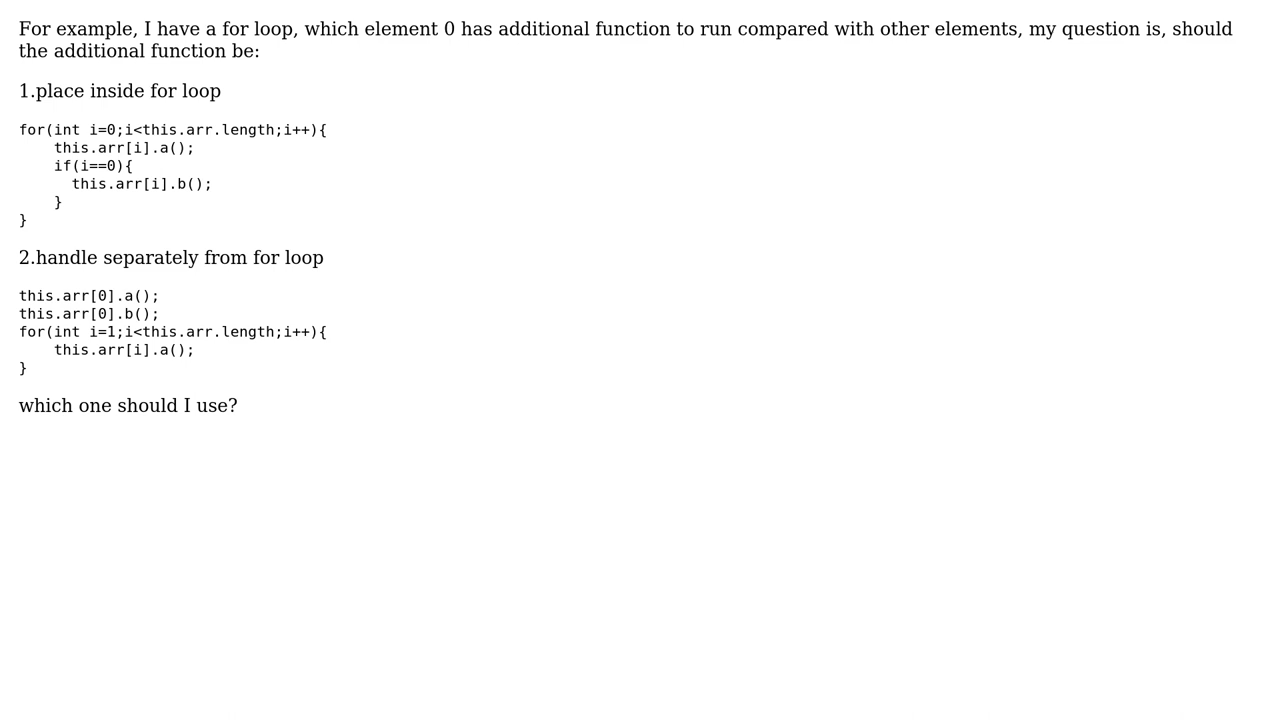 For example, I have a for loop, which element 0 has additional function to run compared with other elements, my question is, should
the additional function be:
1.place inside for loop
for(int i=0;i<this.arr.length;i++){
    this.arr[i].a();
    if(i==0){
      this.arr[i].b();
    }
}
2.handle separately from for loop
this.arr[0].a();
this.arr[0].b();
for(int i=1;i<this.arr.length;i++){
    this.arr[i].a();
}
which one should I use?